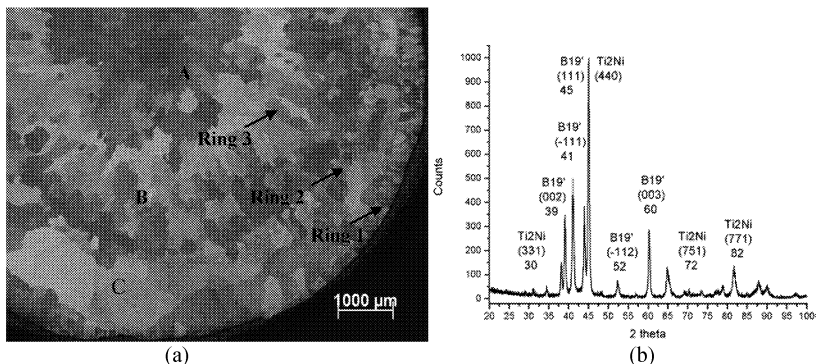 A
Ring 3
Ring 2
B
Ring 1
C
1000 µm
(a)
Counts
1000
900
800
700
600
500
400
300
200
100
0
B19'
(111)
45
Ti2Ni
(440)
B19'
(-111)
41
B19'
(002)
39
B19'
(003)
60
Ti2Ni
(331)
30
B19'
(-112)
52
Ti2Ni
(751)
72
Ti2Ni
(771)
82
20 25 30 35 40 45 50 55 60 65 70 75 80 85 90 95 100
2 theta
(b)